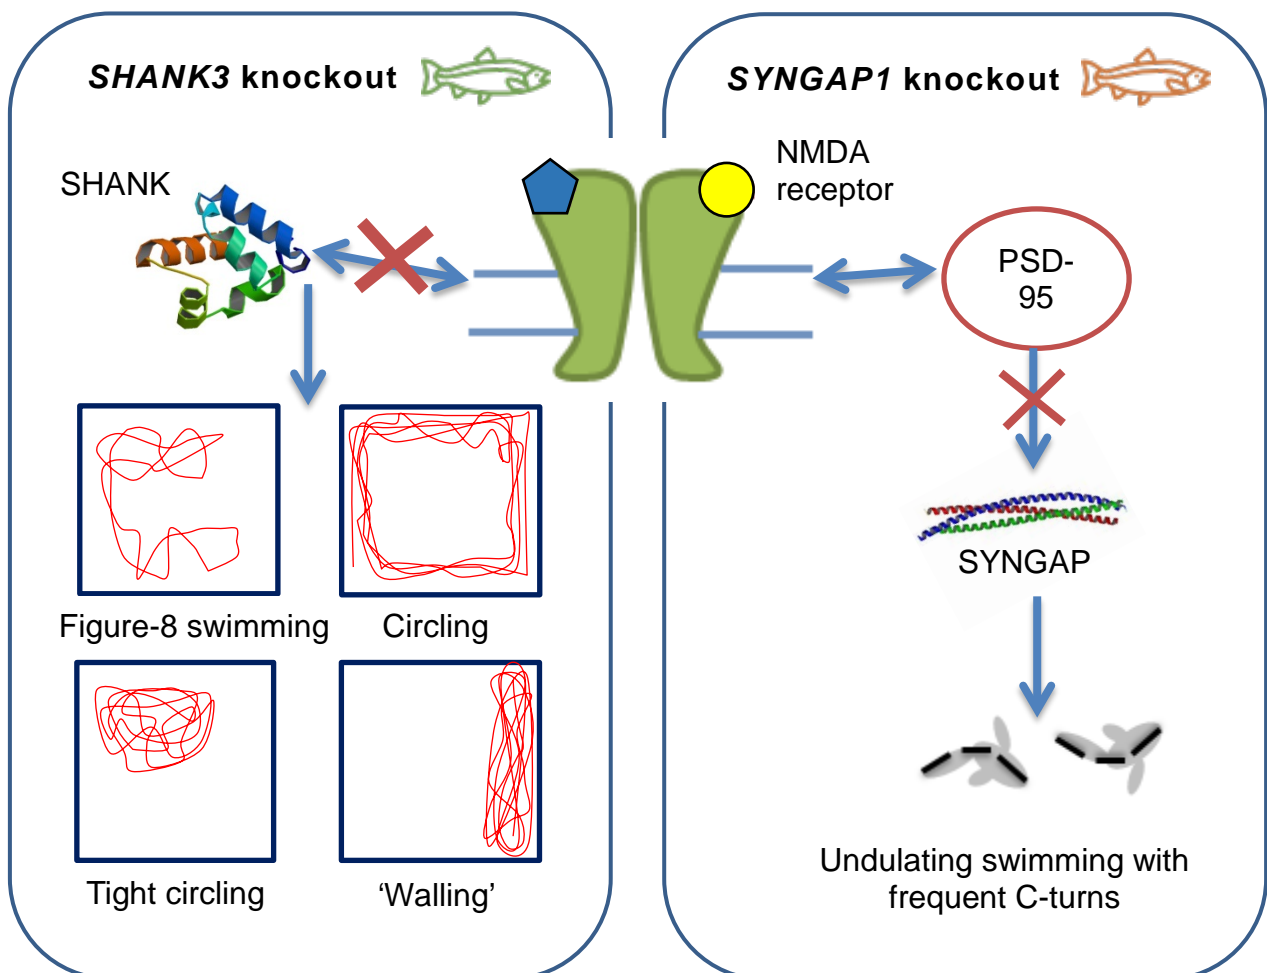 SHANK3 knockout
SHANK
Figure-8 swimming
Circling
Tight circling
‘Walling’
SYNGAP1 knockout
NMDA
receptor
PSD-
95
SYNGAP
Undulating swimming with
frequent C-turns